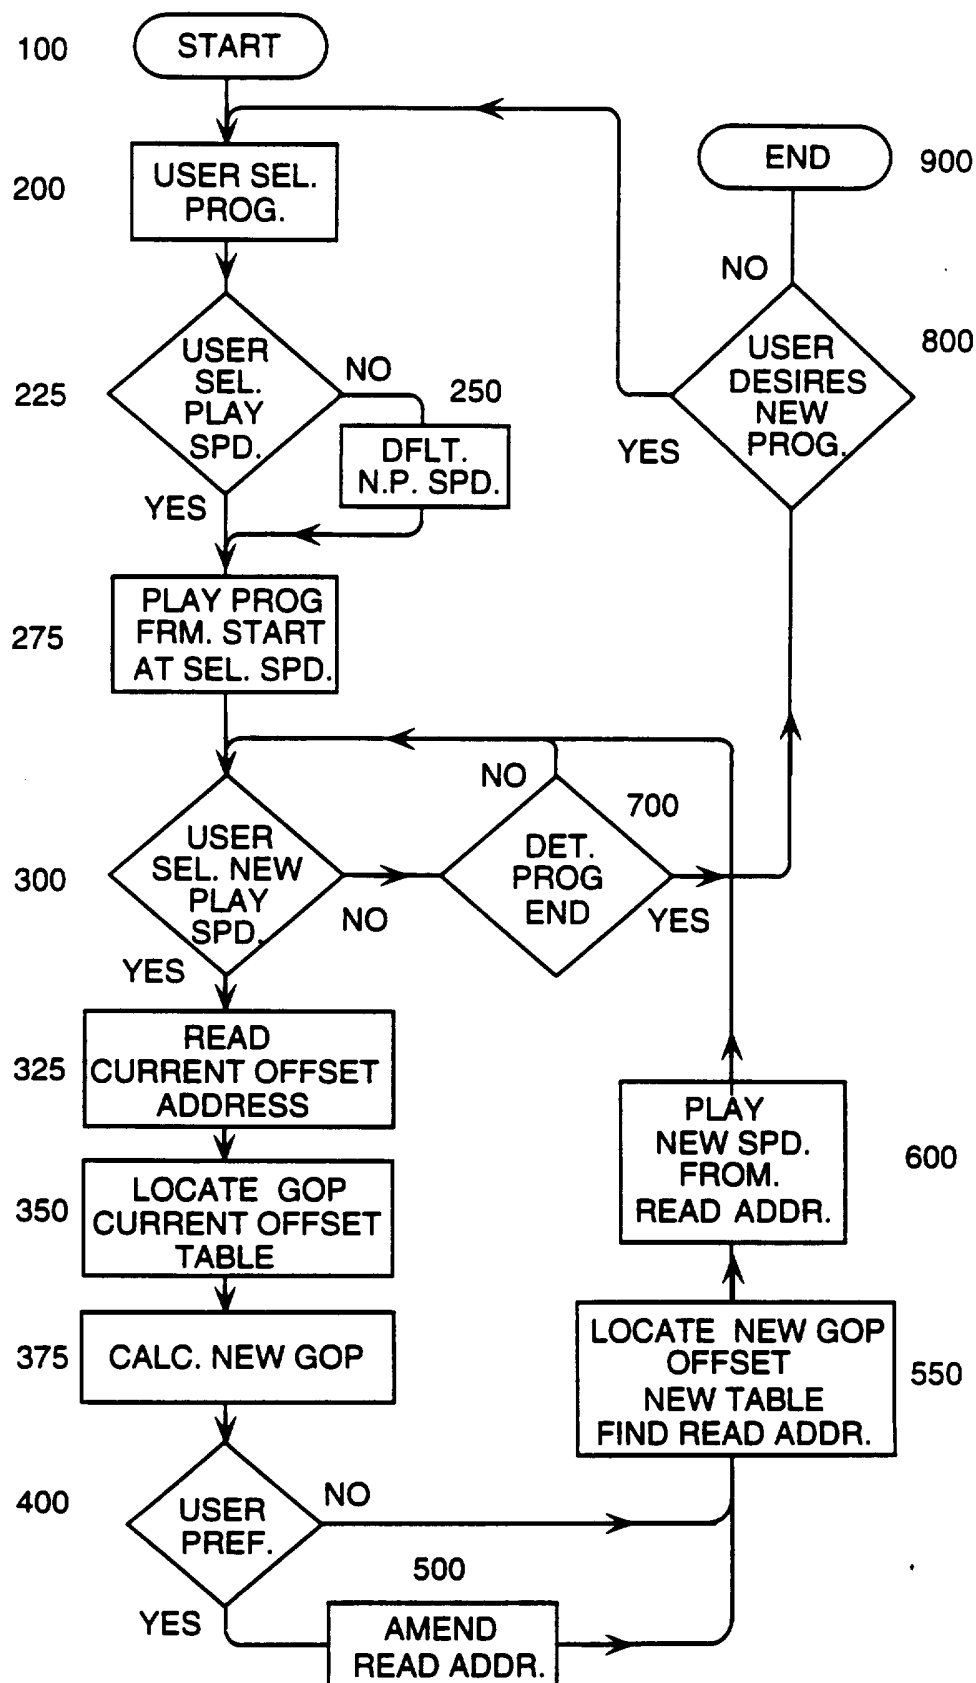 100
START
200
USER SEL.
PROG.
225
USER
SEL.
PLAY
SPD.
NO
250
DFLT.
N.P. SPD.
YES
275
PLAY PROG
FRM. START
AT SEL. SPD.
300
USER
SEL. NEW
PLAY
SPD.
NO
YES
700
NO
DET.
PROG
END
YES
325
READ
CURRENT OFFSET
ADDRESS
350
LOCATE GOP
CURRENT OFFSET
TABLE
375
CALC. NEW GOP
400
USER
PREF.
NO
YES
500
AMEND
READ ADDR.
LOCATE NEW GOP
OFFSET
NEW TABLE
FIND READ ADDR.
550
PLAY
NEW SPD.
FROM.
READ ADDR.
600
USER
DESIRES
NEW
PROG.
800
YES
NO
END
900